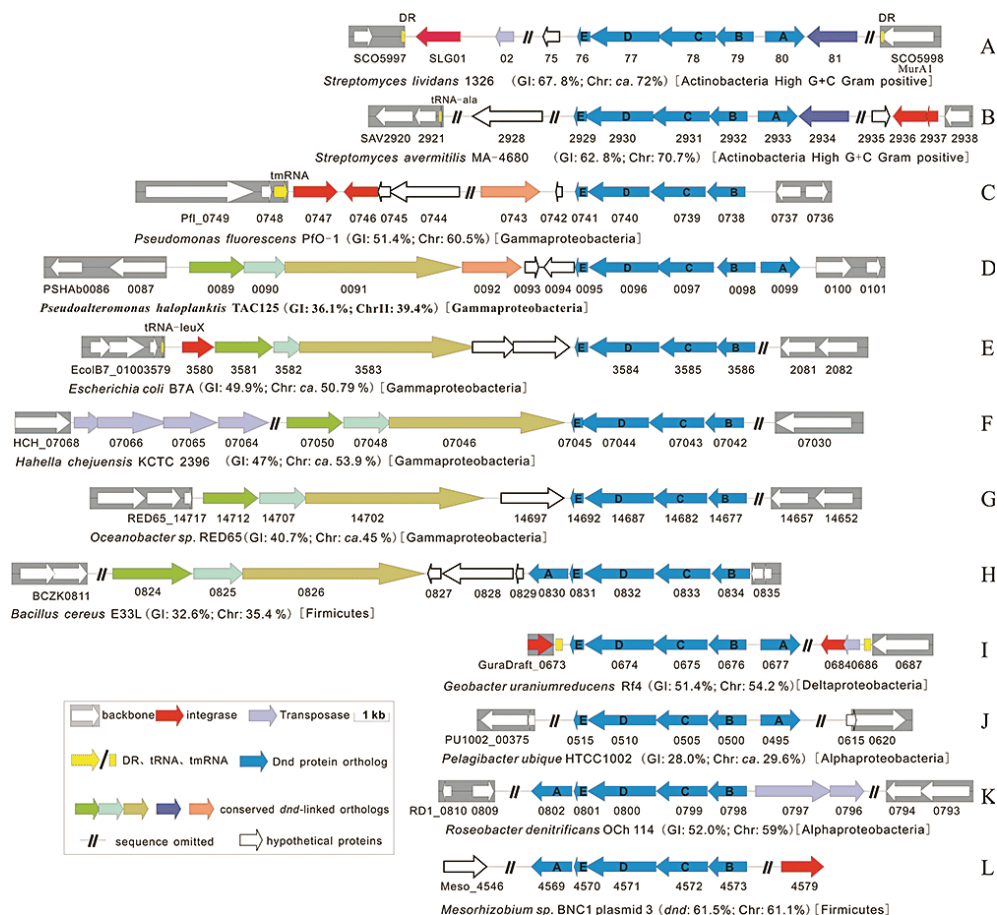 DR DR
E D C B A A
SCO5997 SLG01 02 75 76 77 78 79 80 81 SCO5998
MurA1
Streptomyces lividans 1326 (GI: 67. 8%; Chr: ca. 72%) [Actinobacteria High G+C Gram positive]
tRNA-ala
E D C B A B
SAV2920 2921 2928 2929 2930 2931 2932 2933 2934 2935 2936 2937 2938
Streptomyces avermitilis MA-4680 (GI: 62. 8%; Chr: 70.7%) [Actinobacteria High G+C Gram positive]
tmRNA
E D C B C
Pfl_0749 0748 0747 0746 0745 0744 0743 0742 0741 0740 0739 0738 0737 0736
Pseudomonas fluorescens PfO-1 (GI: 51.4%; Chr: 60.5%) [Gammaproteobacteria]
E D C B A D
PSHAb0086 0087 0089 0090 0091 0092 0093 0094 0095 0096 0097 0098 0099 0100 0101
Pseudoalteromonas haloplanktis TAC125 (GI: 36.1%; ChrII: 39.4%) [Gammaproteobacteria]
tRNA-leuX
E D C B E
EcolB7_01003579 3580 3581 3582 3583 3584 3585 3586 2081 2082
Escherichia coli B7A (GI: 49.9%; Chr: ca. 50.79 %) [Gammaproteobacteria]
E D C B F
HCH_07068 07066 07065 07064 07050 07048 07046 07045 07044 07043 07042 07030
Hahella chejuensis KCTC 2396 (GI: 47%; Chr: ca. 53.9 %) [Gammaproteobacteria]
E D C B G
RED65_14717 14712 14707 14702 14697 14692 14687 14682 14677 14657 14652
Oceanobacter sp. RED65 (GI: 40.7%; Chr: ca.45 %) [Gammaproteobacteria]
A E D C B H
BCZK0811 0824 0825 0826 0827 0828 0829 0830 0831 0832 0833 0834 0835
Bacillus cereus E33L (GI: 32.6%; Chr: 35.4 %) [Firmicutes]
E D C B A I
GuraDraft_0673 0674 0675 0676 0677 0684 0686 0687
Geobacter uraniumreducens Rf4 (GI: 51.4%; Chr: 54.2 %) [Deltaproteobacteria]
E D C B A J
PU1002_00375 0515 0510 0505 0500 0495 0615 0620
Pelagibacter ubique HTCC1002 (GI: 28.0%; Chr: ca. 29.6%) [Alphaproteobacteria]
A E D C B K
RD1_0810 0809 0802 0801 0800 0799 0798 0797 0796 0794 0793
Roseobacter denitrificans OCh 114 (GI: 52.0%; Chr: 59%) [Alphaproteobacteria]
A E D C B L
Meso_4546 4569 4570 4571 4572 4573 4579
Mesorhizobium sp. BNC1 plasmid 3 (dnd: 61.5%; Chr: 61.1%) [Firmicutes]
backbone integrase Transposase 1 kb
DR、tRNA、tmRNA Dnd protein ortholog
conserved dnd-linked orthologs
sequence omitted hypothetical proteins